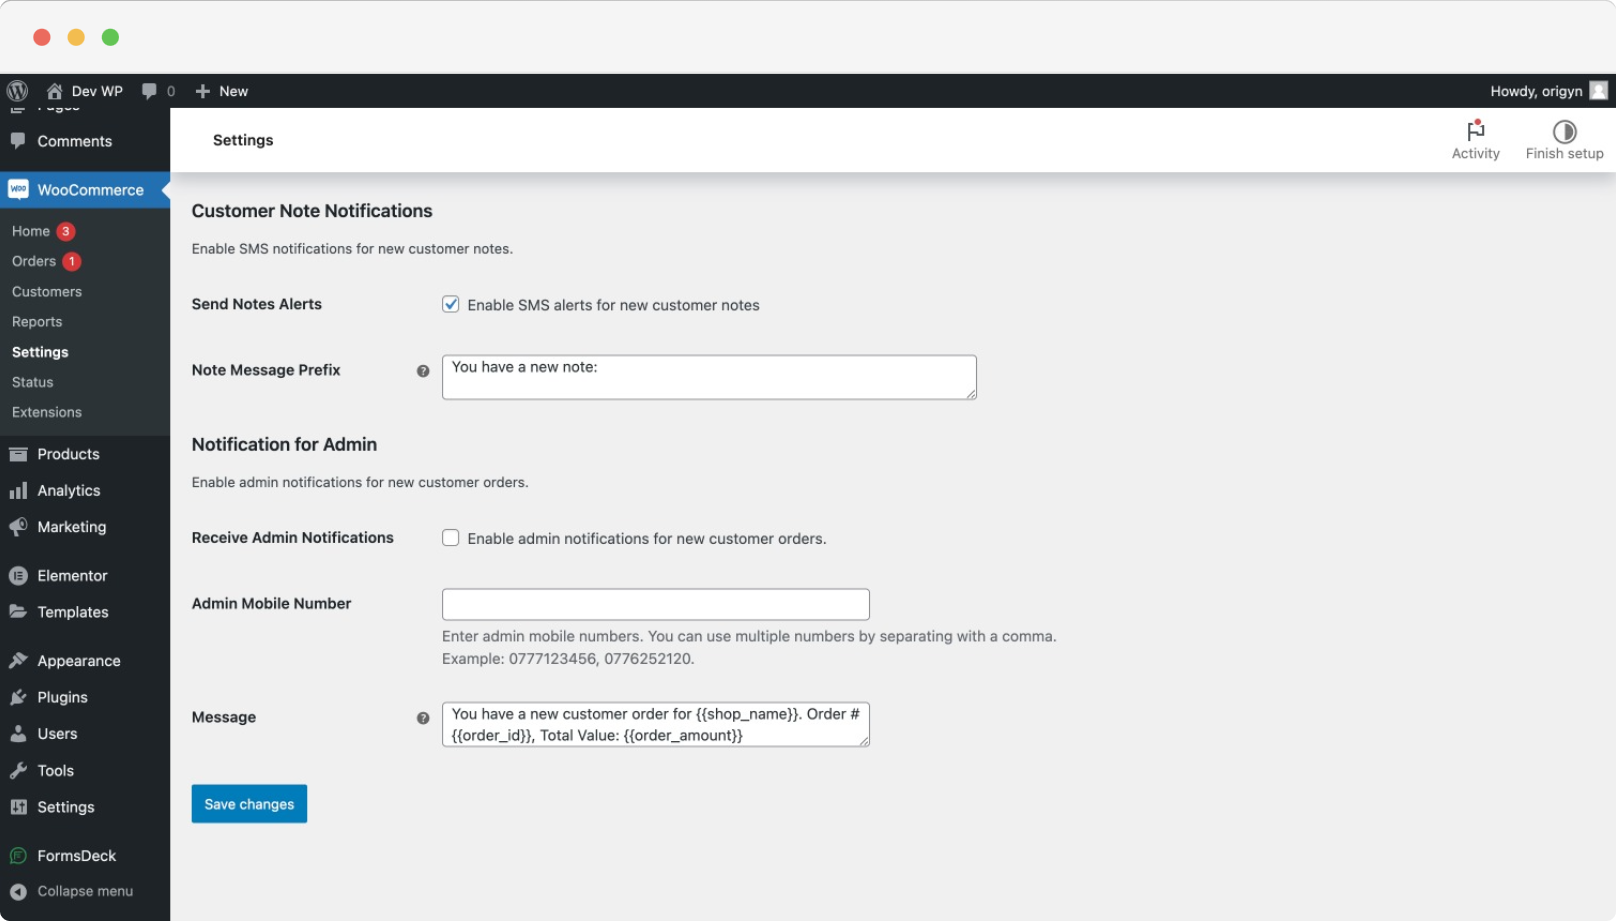 Dev WP
0
New
Howdy, origyn
Pages
Comments
WooCommerce
Home 3
Orders 1
Customers
Reports
Settings
Status
Extensions
Products
Analytics
Marketing
Elementor
Templates
Appearance
Plugins
Users
Tools
Settings
FormsDeck
Collapse menu
Settings
Activity
Finish setup
Customer Note Notifications
Enable SMS notifications for new customer notes.
Send Notes Alerts
Enable SMS alerts for new customer notes
Note Message Prefix
You have a new note:
Notification for Admin
Enable admin notifications for new customer orders.
Receive Admin Notifications
Enable admin notifications for new customer orders.
Admin Mobile Number
Enter admin mobile numbers. You can use multiple numbers by separating with a comma.
Example: 0777123456, 0776252120.
Message
You have a new customer order for {{shop_name}}. Order #
{{order_id}}, Total Value: {{order_amount}}
Save changes